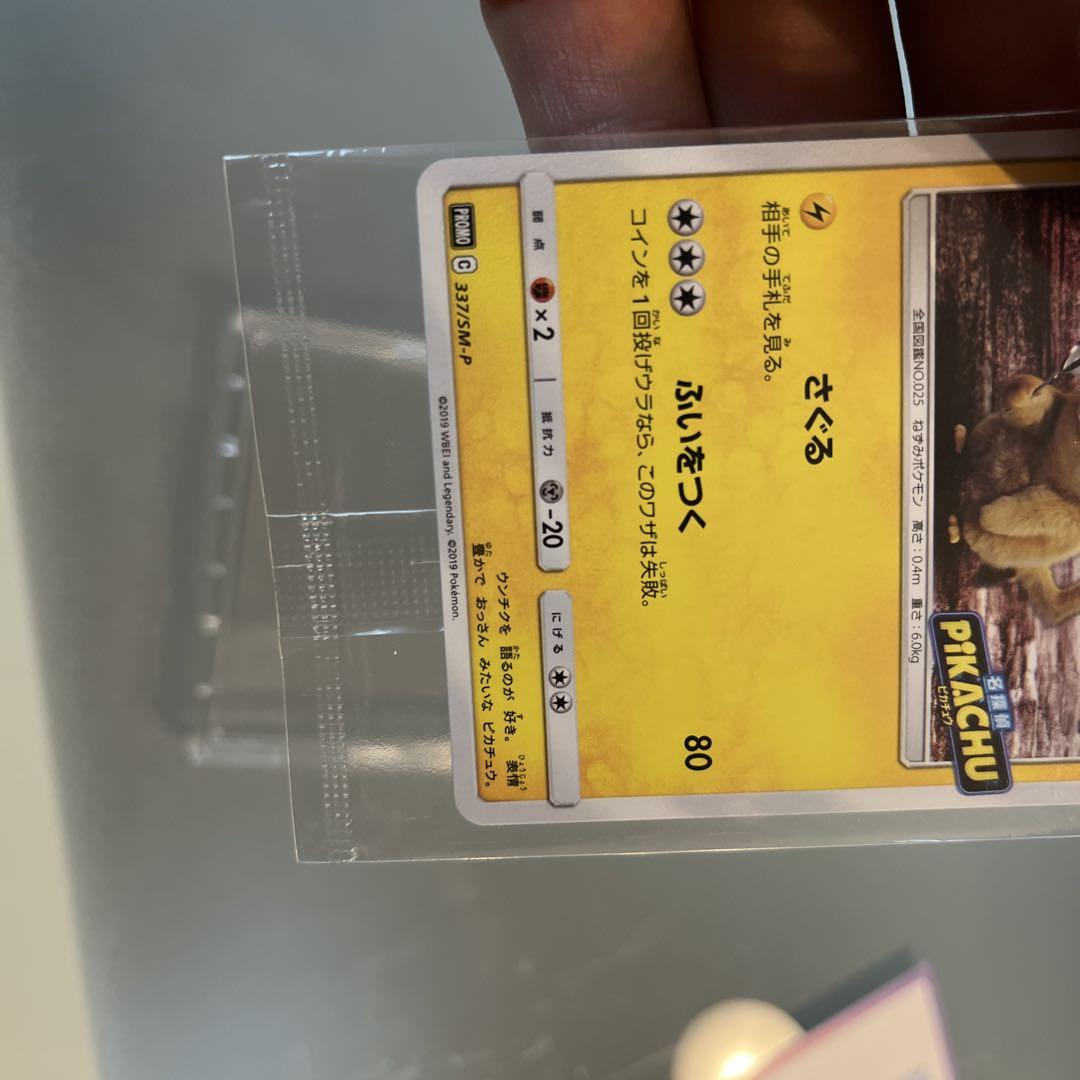 名探偵
PiKACHU
ピカチュウ
全国図鑑NO.025 ねずみポケモン 高さ:0.4m 重さ:6.0kg
さぐる
相手の手札を見る。
ふいをつく 80
コインを1回投げウラなら、このワザは失敗。
弱点 ×2 抵抗力 -20 にげる
PROMO C 337/SM-P
ウンチクを 語るのが 好き。 表情
豊かで おっさん みたいな ピカチュウ。
©2019 WBEI and Legendary. ©2019 Pokémon.